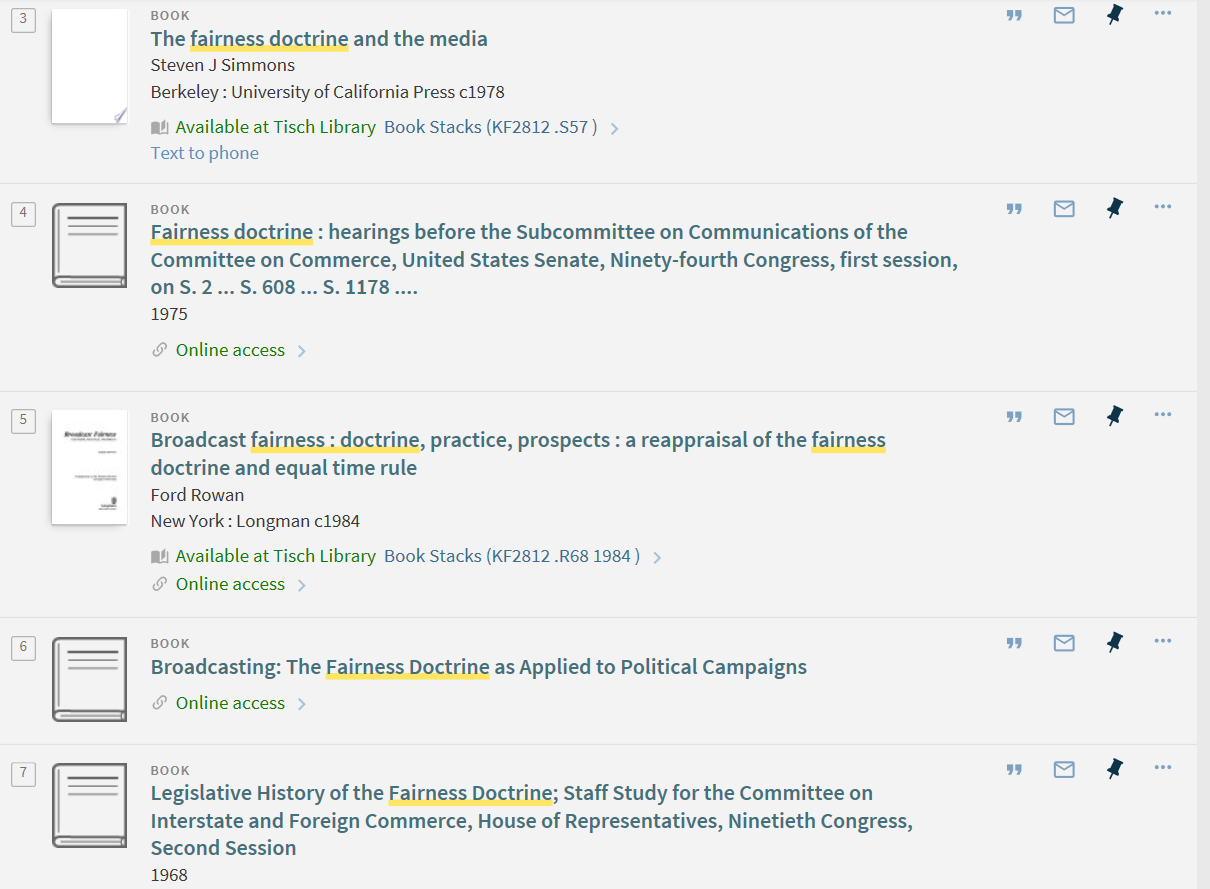 3
BOOK
The fairness doctrine and the media
Steven J Simmons
Berkeley : University of California Press c1978
Available at Tisch Library Book Stacks (KF2812 .S57 )
Text to phone
4
BOOK
Fairness doctrine : hearings before the Subcommittee on Communications of the
Committee on Commerce, United States Senate, Ninety-fourth Congress, first session,
on S. 2 ... S. 608 ... S. 1178 ....
1975
Online access
5
BOOK
Broadcast Fairness
Broadcast fairness : doctrine, practice, prospects : a reappraisal of the fairness
doctrine and equal time rule
Ford Rowan
New York : Longman c1984
Available at Tisch Library Book Stacks (KF2812 .R68 1984 )
Online access
6
BOOK
Broadcasting: The Fairness Doctrine as Applied to Political Campaigns
Online access
7
BOOK
Legislative History of the Fairness Doctrine; Staff Study for the Committee on
Interstate and Foreign Commerce, House of Representatives, Ninetieth Congress,
Second Session
1968